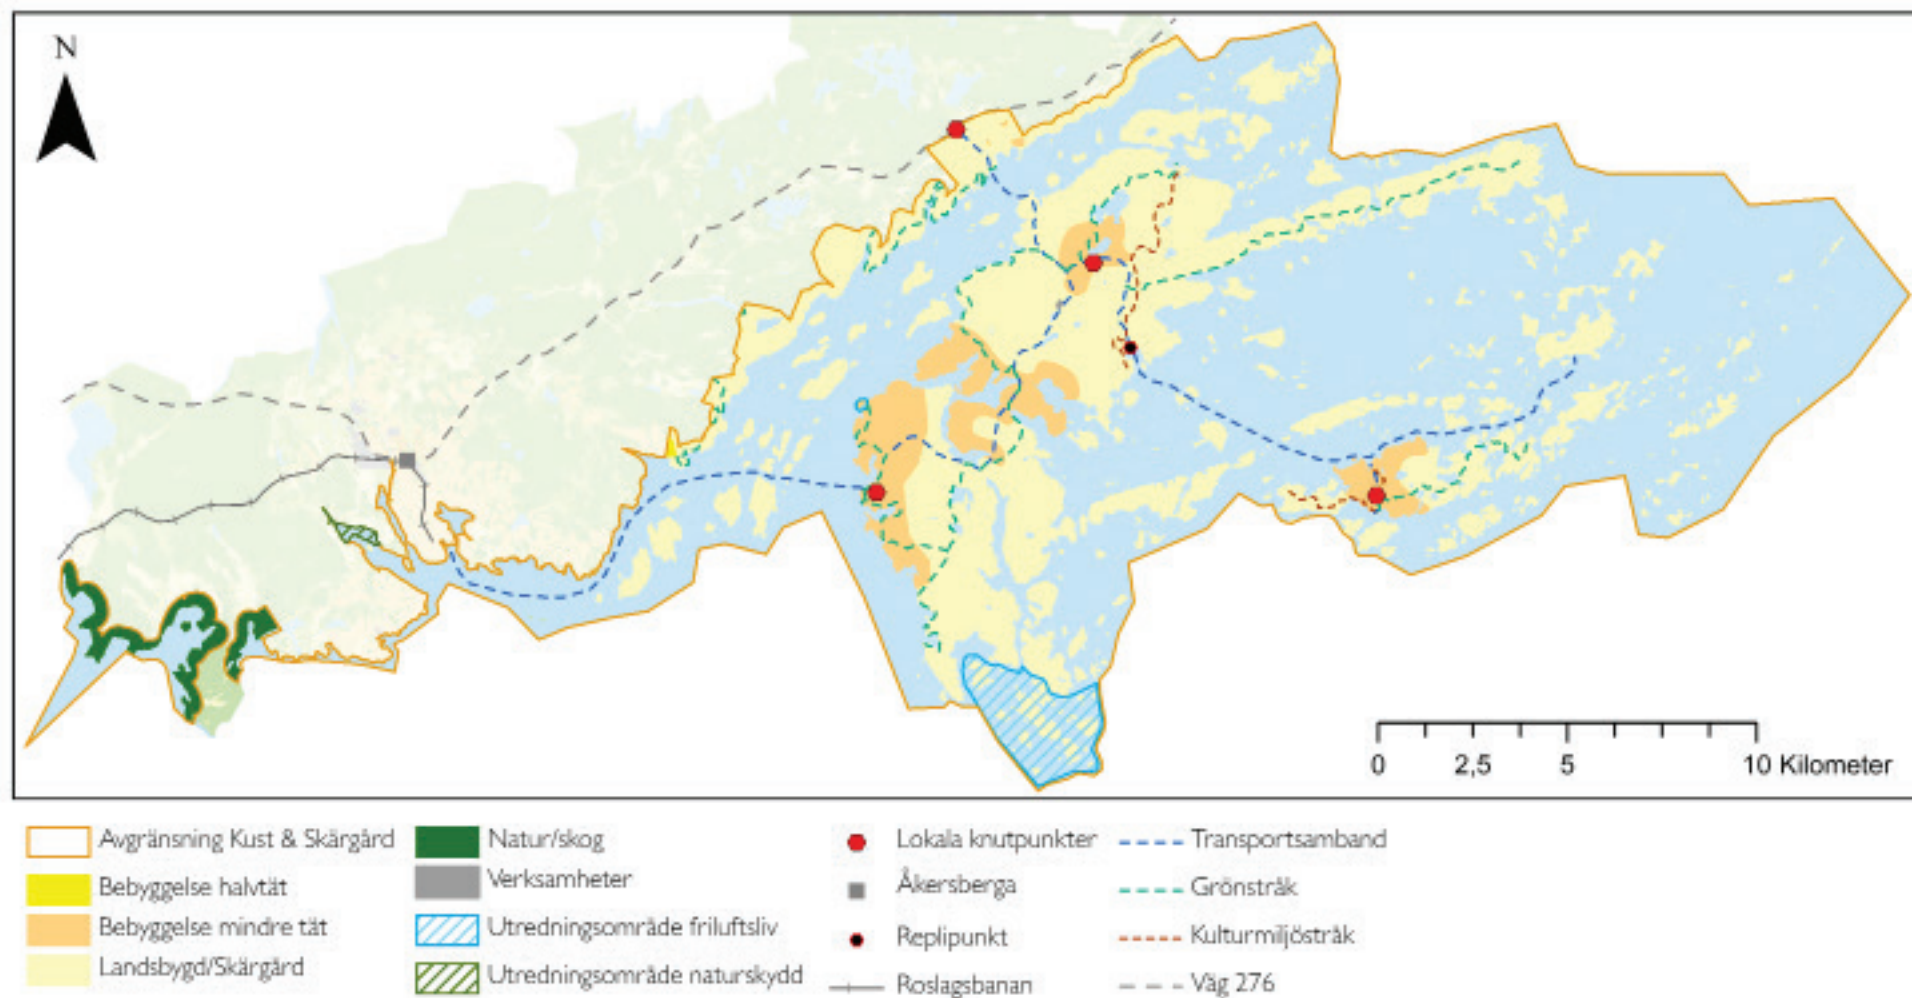 N
0 2,5 5 10 Kilometer
Avgränsning Kust & Skärgård
Bebyggelse halvtät
Bebyggelse mindre tät
Landsbygd/Skärgård
Natur/skog
Verksamheter
Utredningsområde friluftsliv
Utredningsområde naturskydd
Lokala knutpunkter
Åkersberga
Replipunkt
Roslagsbanan
Transportsamband
Grönstråk
Kulturmiljöstråk
Väg 276